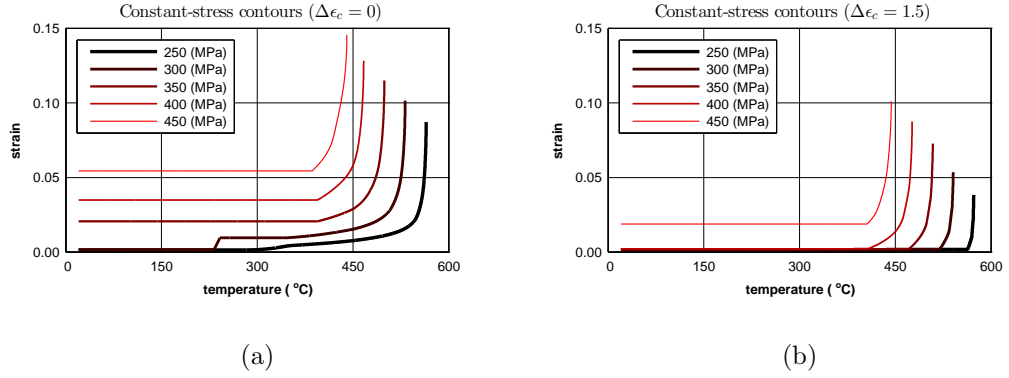 Constant-stress contours (Δϵc = 0)
0.15
0.10
0.05
0.00
strain
250 (MPa)
300 (MPa)
350 (MPa)
400 (MPa)
450 (MPa)
0 150 300 450 600
temperature ( °C)
(a)
Constant-stress contours (Δϵc = 1.5)
0.15
0.10
0.05
0.00
strain
250 (MPa)
300 (MPa)
350 (MPa)
400 (MPa)
450 (MPa)
0 150 300 450 600
temperature ( °C)
(b)